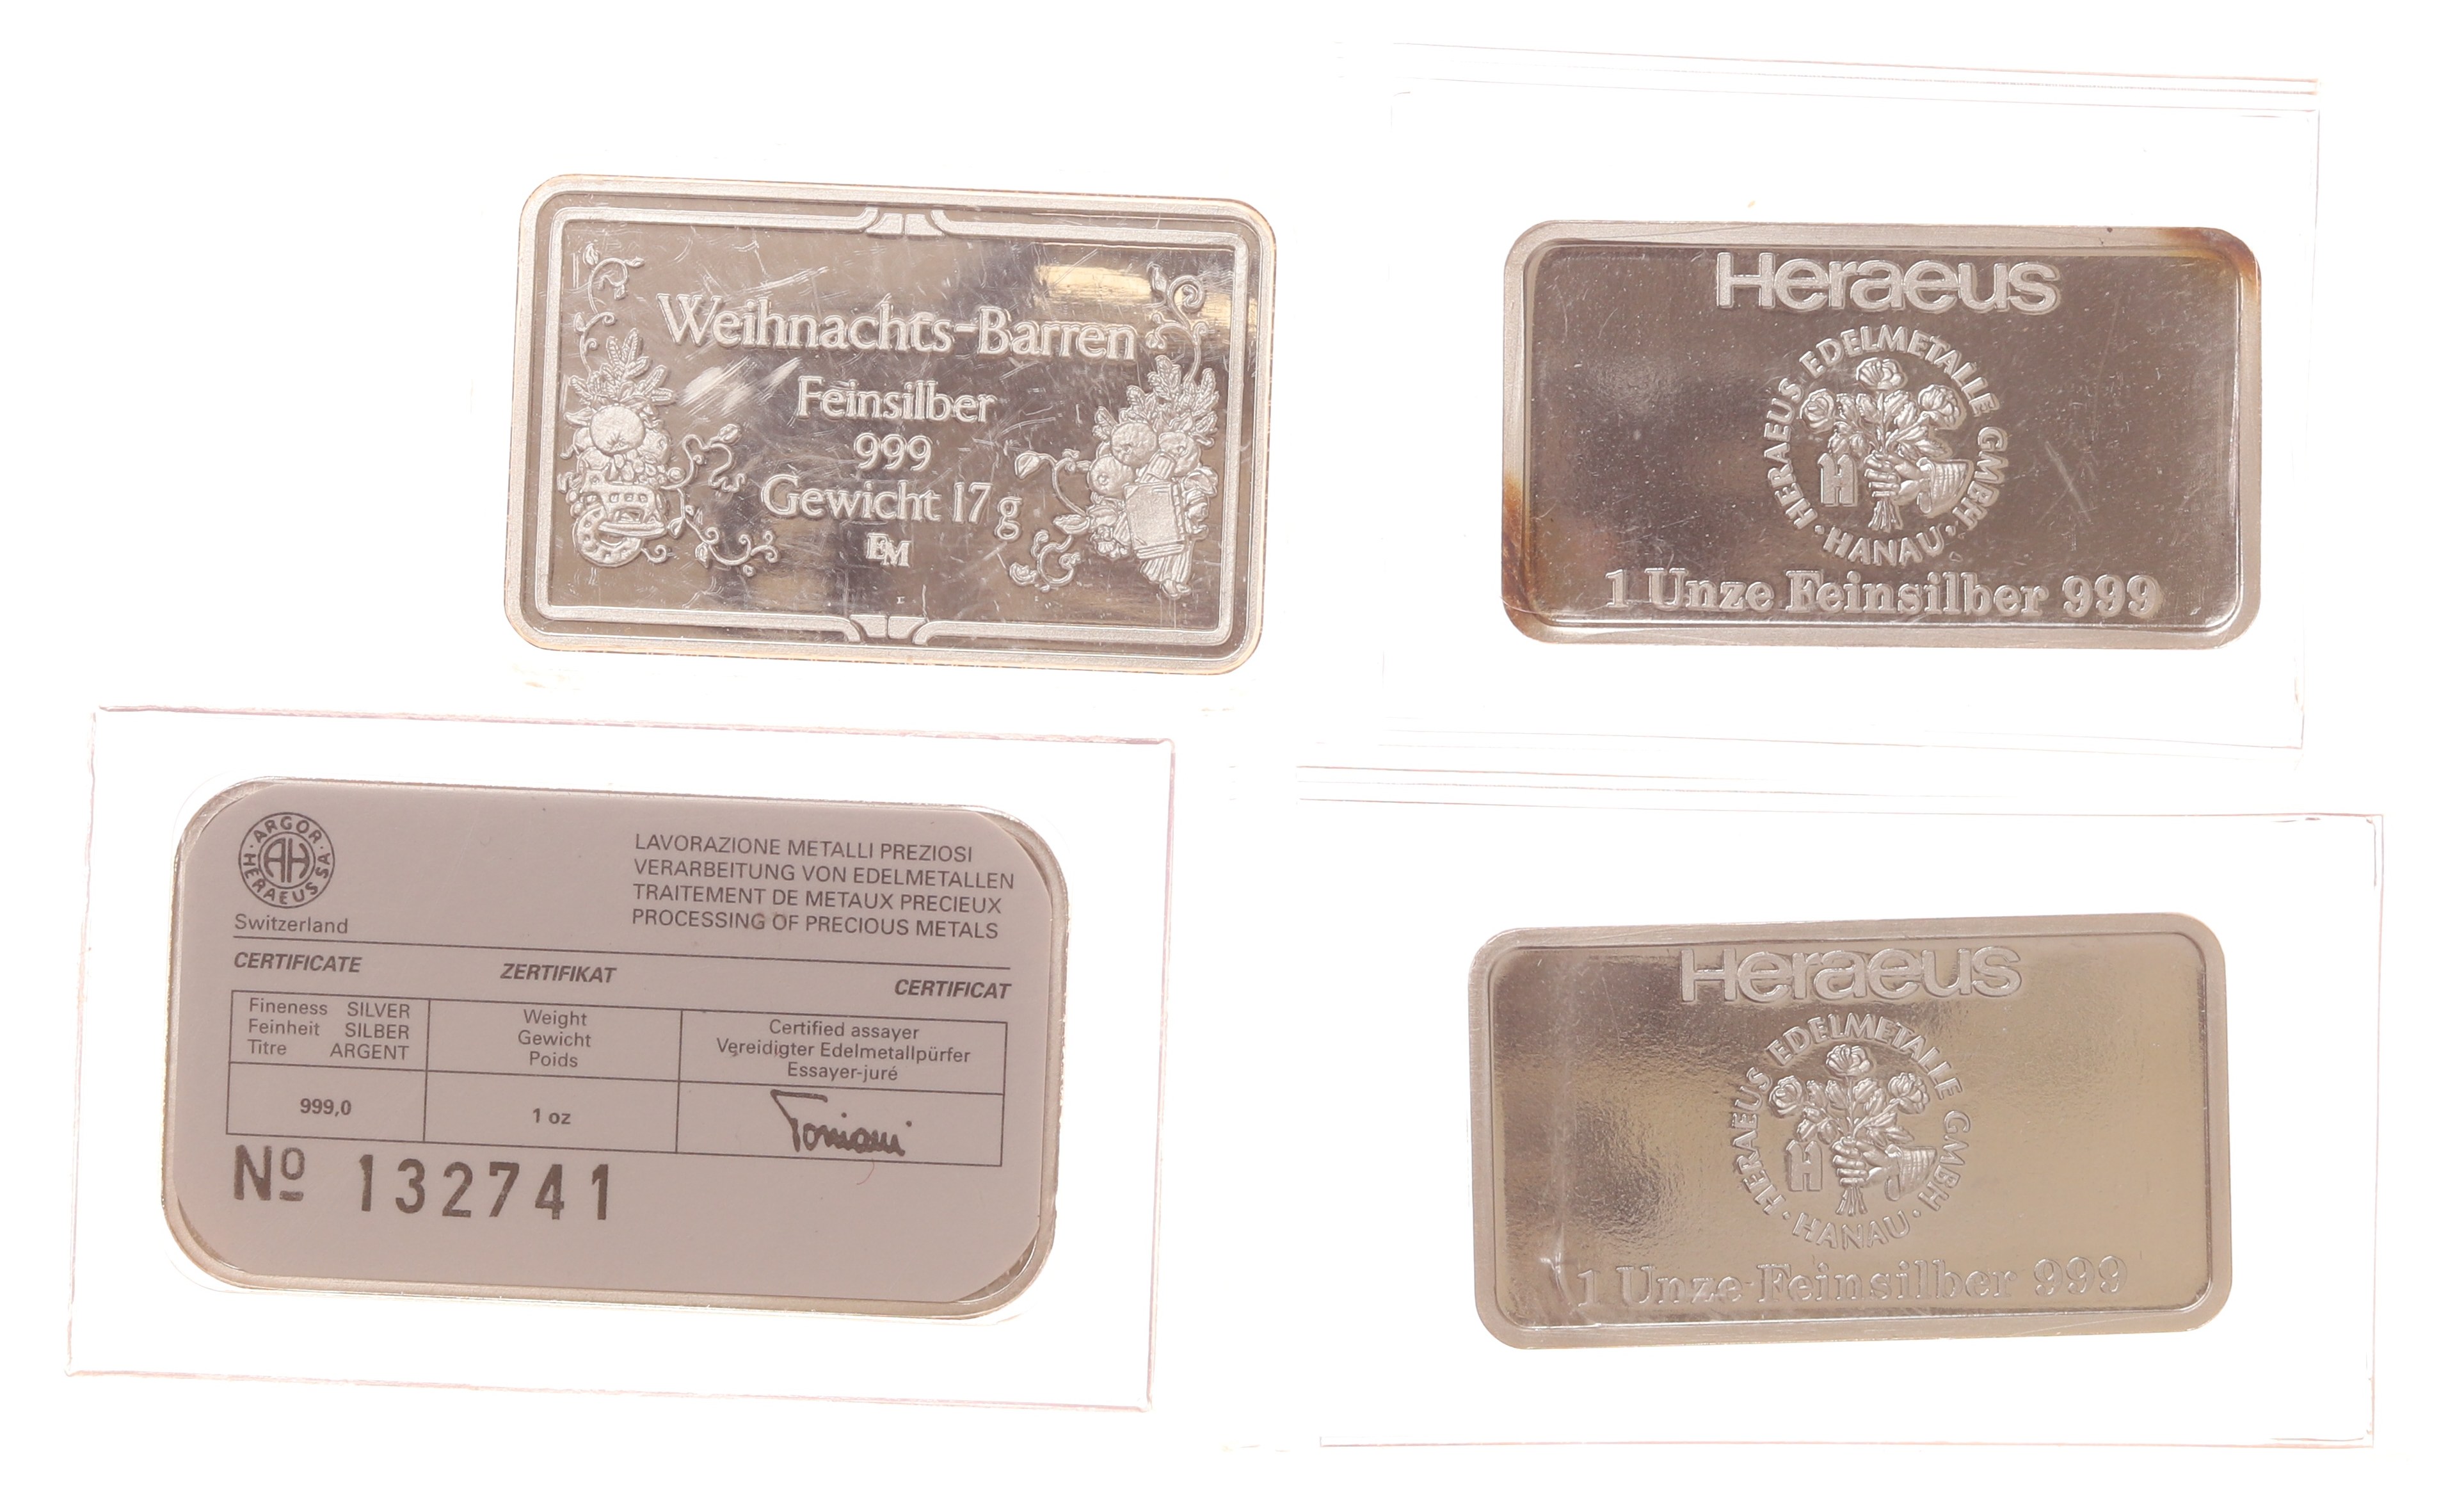 Weihnachts-Barren
Feinsilber
999
Gewicht 17 g
EM
Heraeus
HERAEUS EDELMETALLE GMBH
· HANAU ·
H
1 Unze Feinsilber 999
ARGOR·HERAEUS SA·
AH
Switzerland
LAVORAZIONE METALLI PREZIOSI
VERARBEITUNG VON EDELMETALLEN
TRAITEMENT DE METAUX PRECIEUX
PROCESSING OF PRECIOUS METALS
CERTIFICATE ZERTIFIKAT CERTIFICAT
Fineness SILVER
Feinheit SILBER
Titre ARGENT
Weight
Gewicht
Poids
Certified assayer
Vereidigter Edelmetallpürfer
Essayer-juré
999,0
1 oz
Nº 132741
Heraeus
HERAEUS EDELMETALLE GMBH
· HANAU ·
H
1 Unze Feinsilber 999